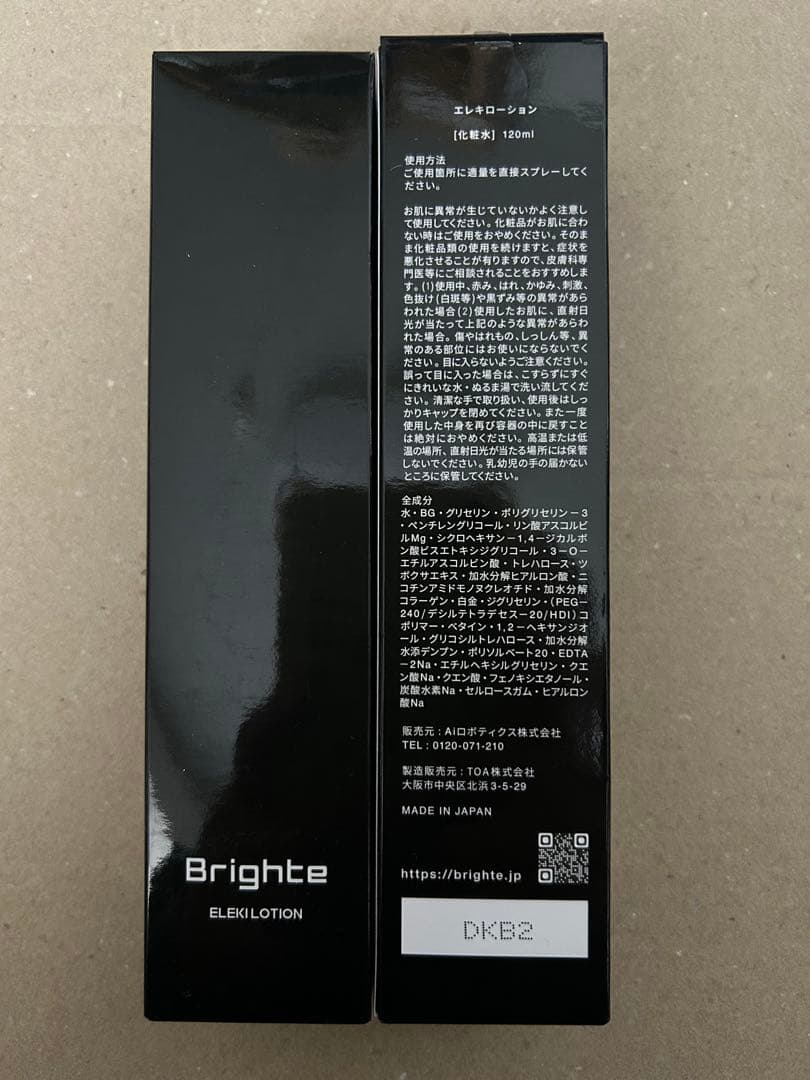 Brighte
ELEKI LOTION
エレキローション
[化粧水] 120ml
使用方法
ご使用箇所に適量を直接スプレーしてく
ださい。
お肌に異常が生じていないかよく注意し
て使用してください。化粧品がお肌に合わ
ない時はご使用をおやめください。そのま
ま化粧品類の使用を続けますと、症状を
悪化させることが有りますので、皮膚科専
門医等にご相談されることをおすすめしま
す。(1)使用中、赤み、はれ、かゆみ、刺激、
色抜け(白斑等)や黒ずみ等の異常があら
われた場合(2)使用したお肌に、直射日
光が当たって上記のような異常があらわ
れた場合。傷やはれもの、しっしん等、異
常のある部位にはお使いにならないでく
ださい。目に入らないようご注意ください。
誤って目に入った場合は、こすらずにすぐ
にきれいな水・ぬるま湯で洗い流してくだ
さい。清潔な手で取り扱い、使用後はしっ
かりキャップを閉めてください。また一度
使用した中身を再び容器の中に戻すこと
は絶対におやめください。高温または低
温の場所、直射日光が当たる場所には保管
しないでください。乳幼児の手の届かない
ところに保管してください。
全成分
水・BG・グリセリン・ポリグリセリン-3
・ペンチレングリコール・リン酸アスコルビ
ルMg・シクロヘキサン-1,4-ジカルボ
ン酸ビスエトキシジグリコール・3-O-
エチルアスコルビン酸・トレハロース・ツ
ボクサエキス・加水分解ヒアルロン酸・ニ
コチンアミドモノヌクレオチド・加水分解
コラーゲン・白金・ジグリセリン・(PEG-
240/デシルテトラデセス-20/HDI)コ
ポリマー・ベタイン・1,2-ヘキサンジオ
ール・グリコシルトレハロース・加水分解
水添デンプン・ポリソルベート20・EDTA
-2Na・エチルヘキシルグリセリン・クエ
ン酸Na・クエン酸・フェノキシエタノール・
炭酸水素Na・セルロースガム・ヒアルロン
酸Na
販売元：Aiロボティクス株式会社
TEL：0120-071-210
製造販売元：TOA株式会社
大阪市中央区北浜3-5-29
MADE IN JAPAN
https://brighte.jp
DKB2